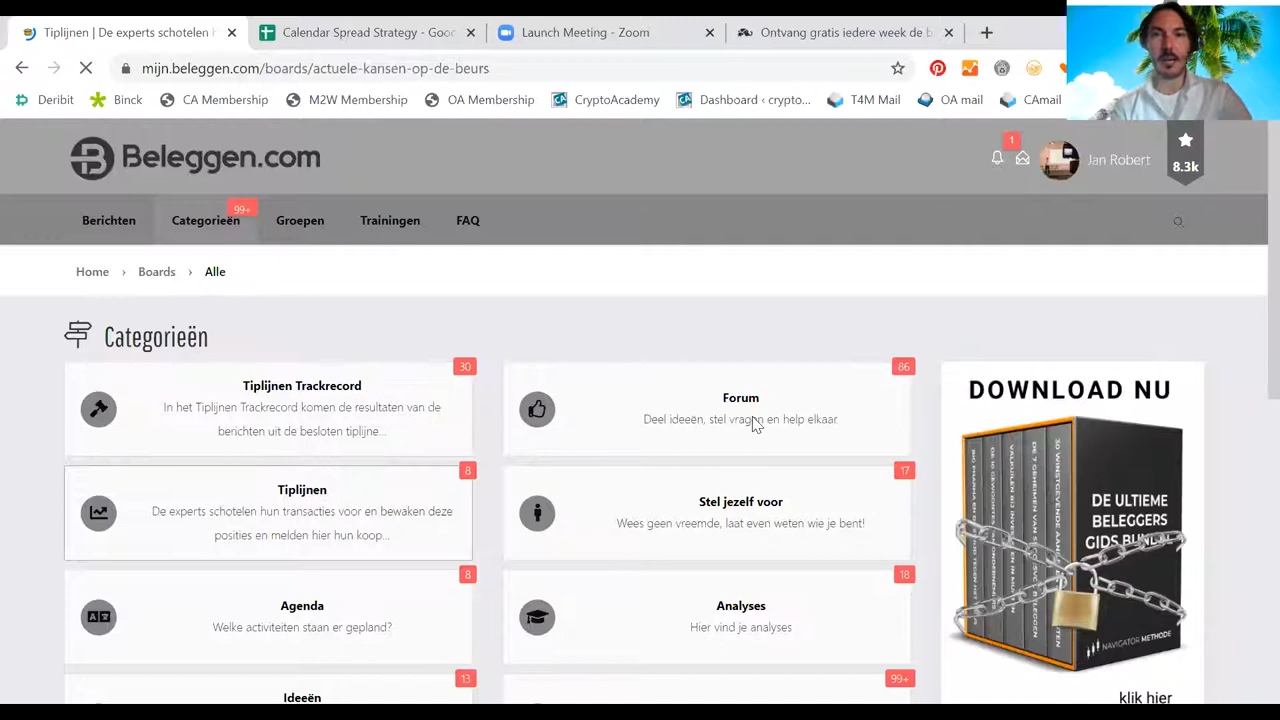 Tiplijnen | De experts schotelen h
Calendar Spread Strategy - Goo
Launch Meeting - Zoom
Ontvang gratis iedere week de b
mijn.beleggen.com/boards/actuele-kansen-op-de-beurs
Deribit
Binck
CA Membership
M2W Membership
OA Membership
CryptoAcademy
Dashboard ‹ crypto...
T4M Mail
OA mail
CAmail
Beleggen.com
1
Jan Robert
8.3k
Berichten
Categorieën
99+
Groepen
Trainingen
FAQ
Home › Boards › Alle
Categorieën
30
Tiplijnen Trackrecord
In het Tiplijnen Trackrecord komen de resultaten van de
berichten uit de besloten tiplijne...
86
Forum
Deel ideeën, stel vragen en help elkaar.
8
Tiplijnen
De experts schotelen hun transacties voor en bewaken deze
posities en melden hier hun koop...
17
Stel jezelf voor
Wees geen vreemde, laat even weten wie je bent!
8
Agenda
Welke activiteiten staan er gepland?
18
Analyses
Hier vind je analyses
13
Ideeën
99+
DOWNLOAD NU
DE ULTIEME
BELEGGERS
GIDS BUNDEL
NAVIGATOR METHODE
klik hier